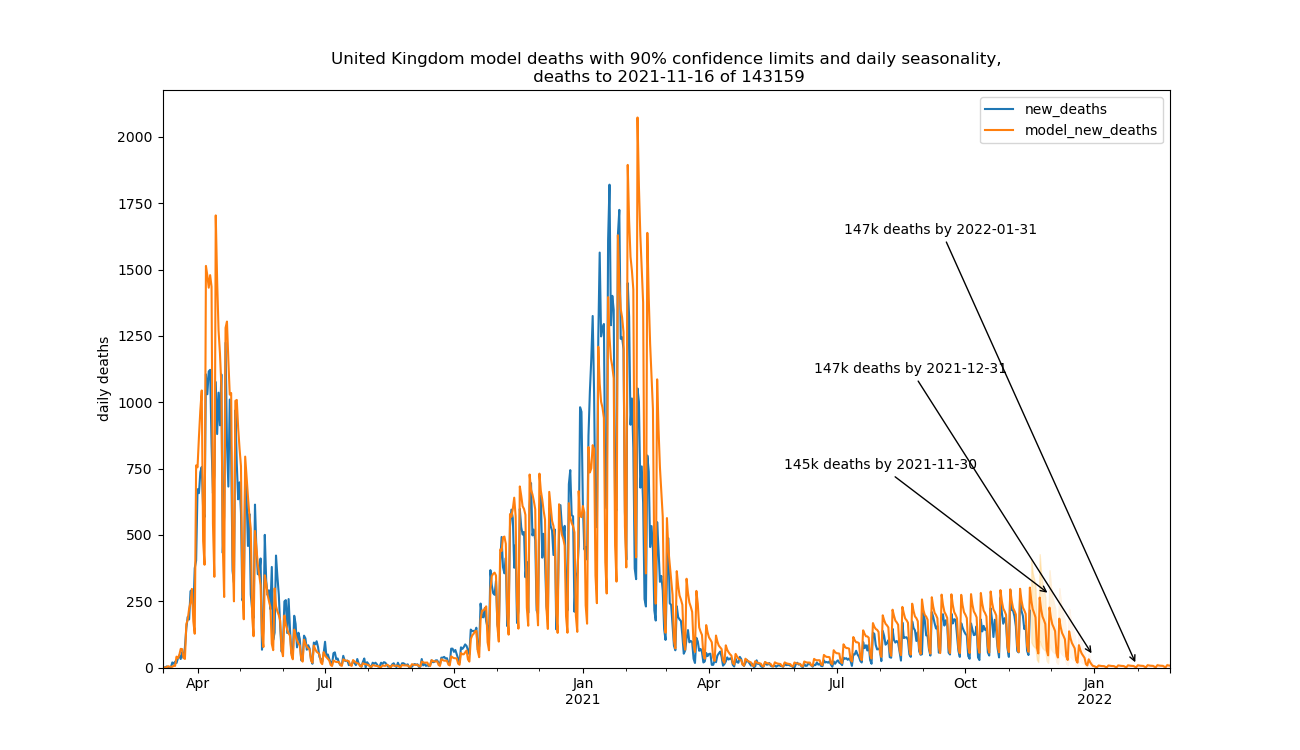 United Kingdom model deaths with 90% confidence limits and daily seasonality,
deaths to 2021-11-16 of 143159
new_deaths
model_new_deaths
daily deaths
2000
1750
1500
1250
1000
750
500
250
0
147k deaths by 2022-01-31
147k deaths by 2021-12-31
145k deaths by 2021-11-30
Apr
Jul
Oct
Jan
2021
Apr
Jul
Oct
Jan
2022